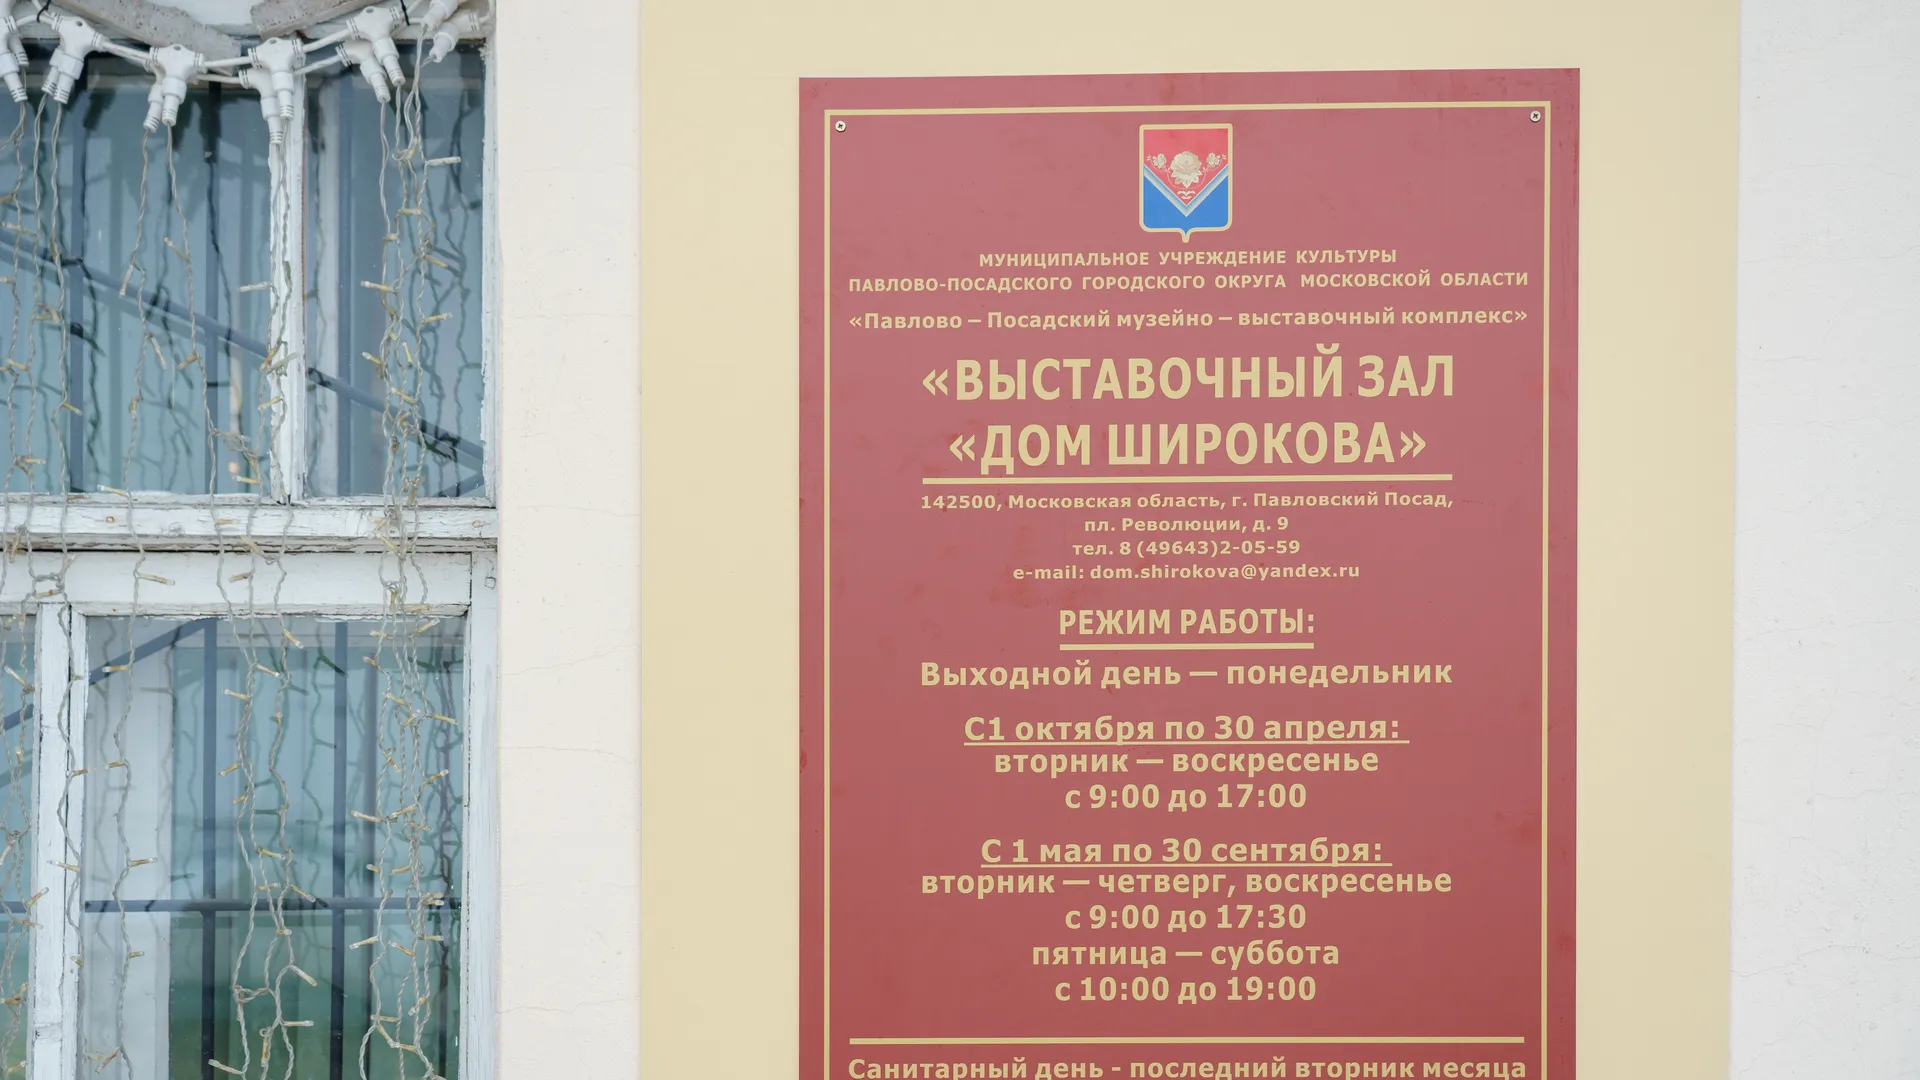 МУНИЦИПАЛЬНОЕ УЧРЕЖДЕНИЕ КУЛЬТУРЫ
ПАВЛОВО-ПОСАДСКОГО ГОРОДСКОГО ОКРУГА МОСКОВСКОЙ ОБЛАСТИ
«Павлово – Посадский музейно – выставочный комплекс»
«ВЫСТАВОЧНЫЙ ЗАЛ
«ДОМ ШИРОКОВА»
142500, Московская область, г. Павловский Посад,
пл. Революции, д. 9
тел. 8 (49643)2-05-59
e-mail: dom.shirokova@yandex.ru
РЕЖИМ РАБОТЫ:
Выходной день — понедельник
С1 октября по 30 апреля:
вторник — воскресенье
с 9:00 до 17:00
С 1 мая по 30 сентября:
вторник — четверг, воскресенье
с 9:00 до 17:30
пятница — суббота
с 10:00 до 19:00
Санитарный день - последний вторник месяца